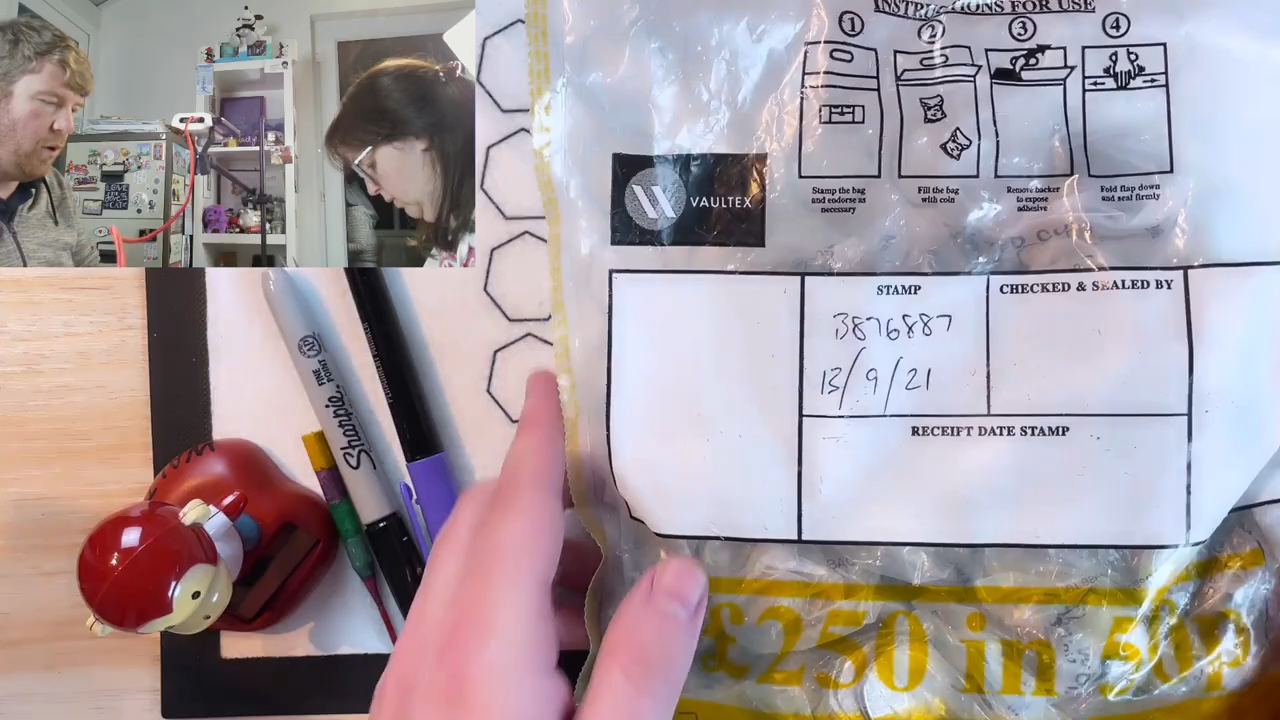 INSTRUCTIONS FOR USE
1 2 3 4
Stamp the bag
and endorse as
necessary
Fill the bag
with coin
Remove backer
to expose
adhesive
Fold flap down
and seal firmly
VAULTEX
STAMP
CHECKED & SEALED BY
3876887
13/9/21
RECEIPT DATE STAMP
£250 in 50p
Sharpie
FINE
POINT